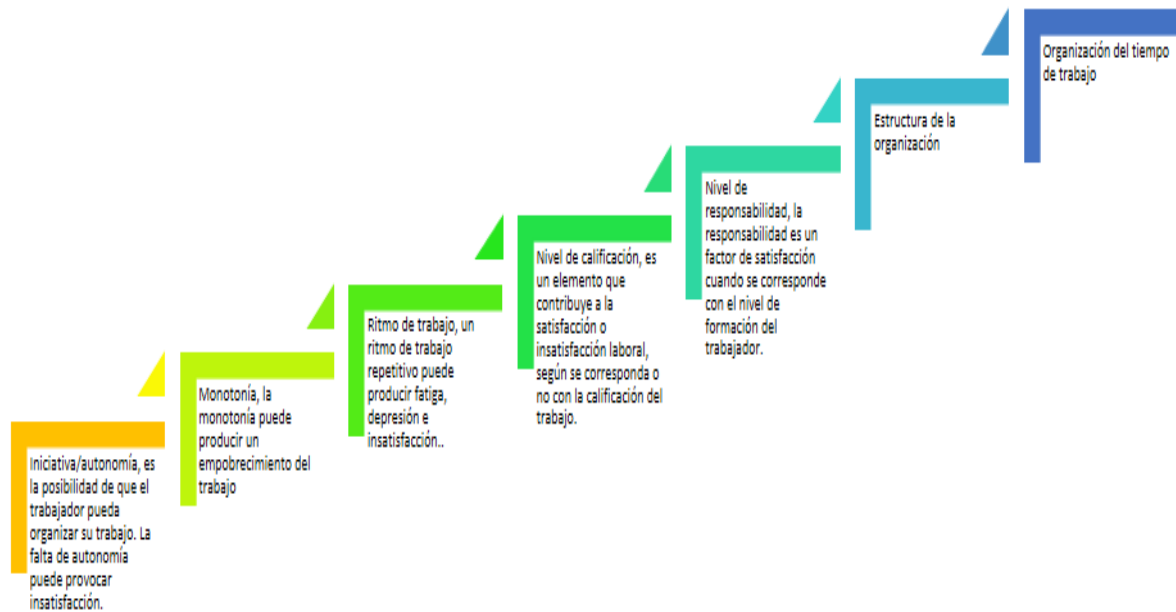 Iniciativa/autonomía, es
la posibilidad de que el
trabajador pueda
organizar su trabajo. La
falta de autonomía
puede provocar
insatisfacción.
Monotonía, la
monotonía puede
producir un
empobrecimiento del
trabajo
Ritmo de trabajo, un
ritmo de trabajo
repetitivo puede
producir fatiga,
depresión e
insatisfacción..
Nivel de calificación, es
un elemento que
contribuye a la
satisfacción o
insatisfacción laboral,
según se corresponda o
no con la calificación del
trabajo.
Nivel de
responsabilidad, la
responsabilidad es un
factor de satisfacción
cuando se corresponde
con el nivel de
formación del
trabajador.
Estructura de la
organización
Organización del tiempo
de trabajo